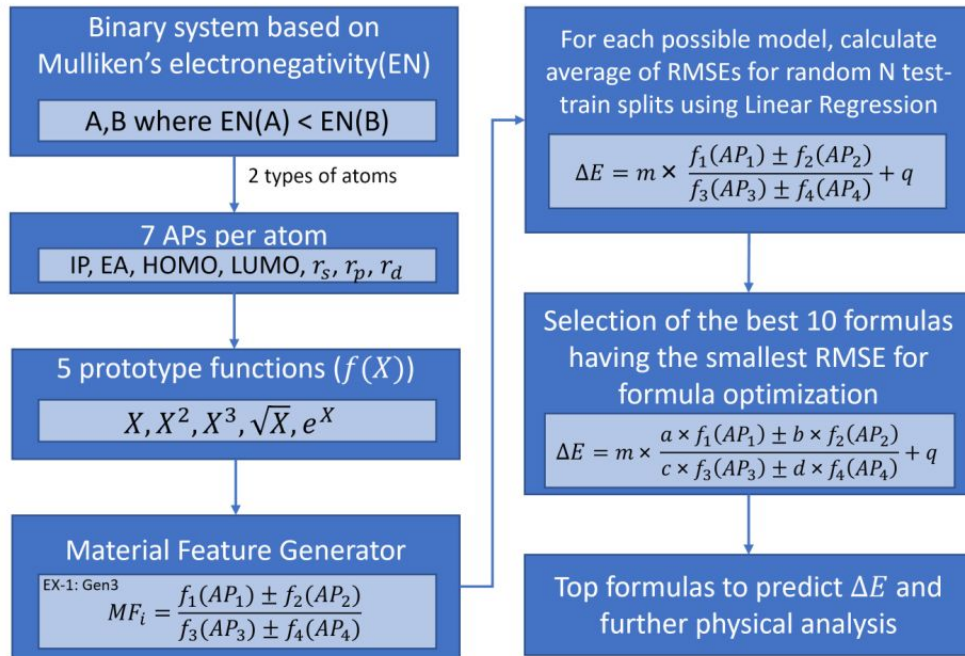 Binary system based on
Mulliken's electronegativity(EN)
A,B where EN(A) < EN(B)
2 types of atoms
7 APs per atom
IP, EA, HOMO, LUMO, r_s, r_p, r_d
5 prototype functions (f(X))
X, X², X³, √X, e^X
Material Feature Generator
EX-1: Gen3
MF_i = \frac{f_1(AP_1) ± f_2(AP_2)}{f_3(AP_3) ± f_4(AP_4)}
For each possible model, calculate
average of RMSEs for random N test-
train splits using Linear Regression
ΔE = m × \frac{f_1(AP_1) ± f_2(AP_2)}{f_3(AP_3) ± f_4(AP_4)} + q
Selection of the best 10 formulas
having the smallest RMSE for
formula optimization
ΔE = m × \frac{a × f_1(AP_1) ± b × f_2(AP_2)}{c × f_3(AP_3) ± d × f_4(AP_4)} + q
Top formulas to predict ΔE and
further physical analysis